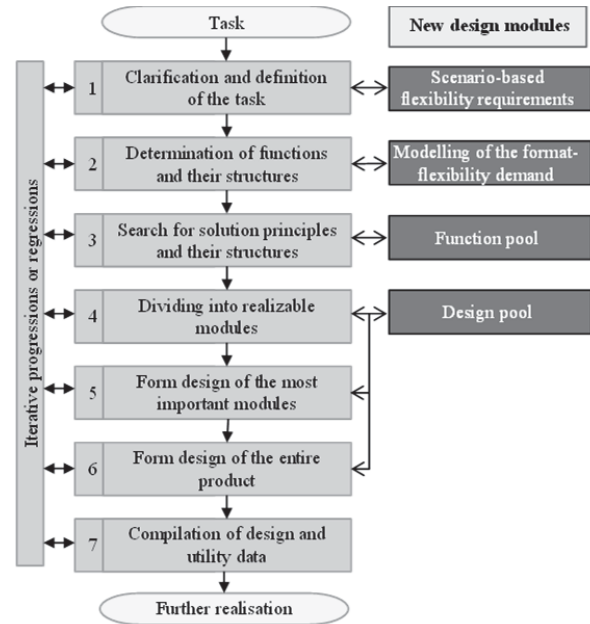 Task
New design modules
Iterative progressions or regressions
1
Clarification and definition
of the task
Scenario-based
flexibility requirements
2
Determination of functions
and their structures
Modelling of the format-
flexibility demand
3
Search for solution principles
and their structures
Function pool
4
Dividing into realizable
modules
Design pool
5
Form design of the most
important modules
6
Form design of the entire
product
7
Compilation of design and
utility data
Further realisation